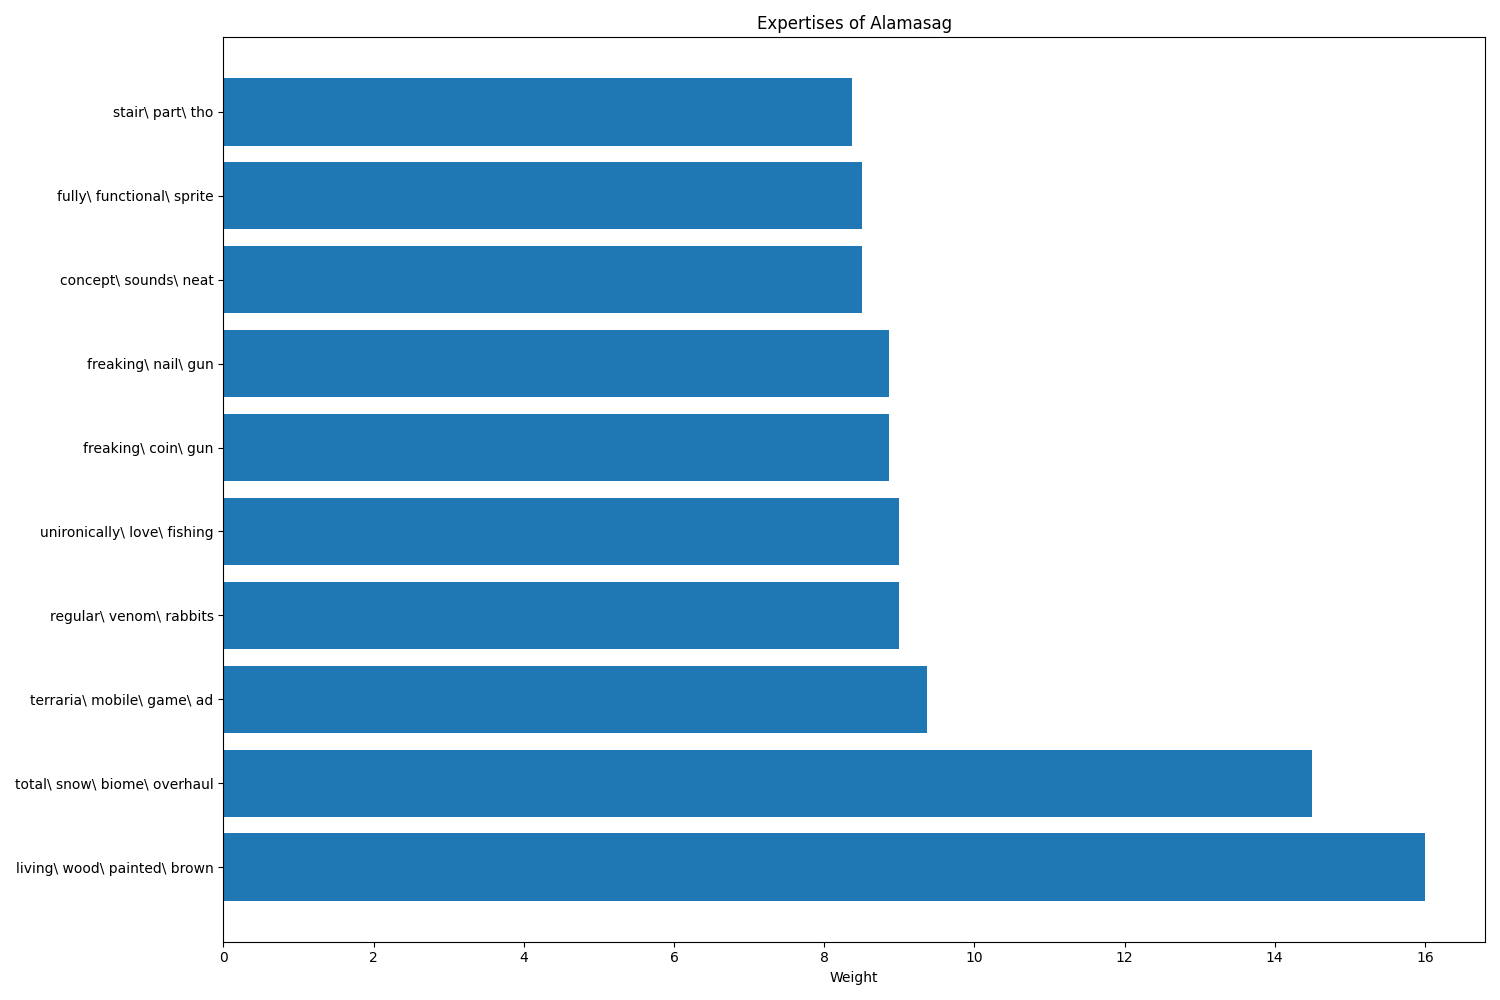 Expertises of Alamasag
stair\ part\ tho
fully\ functional\ sprite
concept\ sounds\ neat
freaking\ nail\ gun
freaking\ coin\ gun
unironically\ love\ fishing
regular\ venom\ rabbits
terraria\ mobile\ game\ ad
total\ snow\ biome\ overhaul
living\ wood\ painted\ brown
0 2 4 6 8 10 12 14 16
Weight